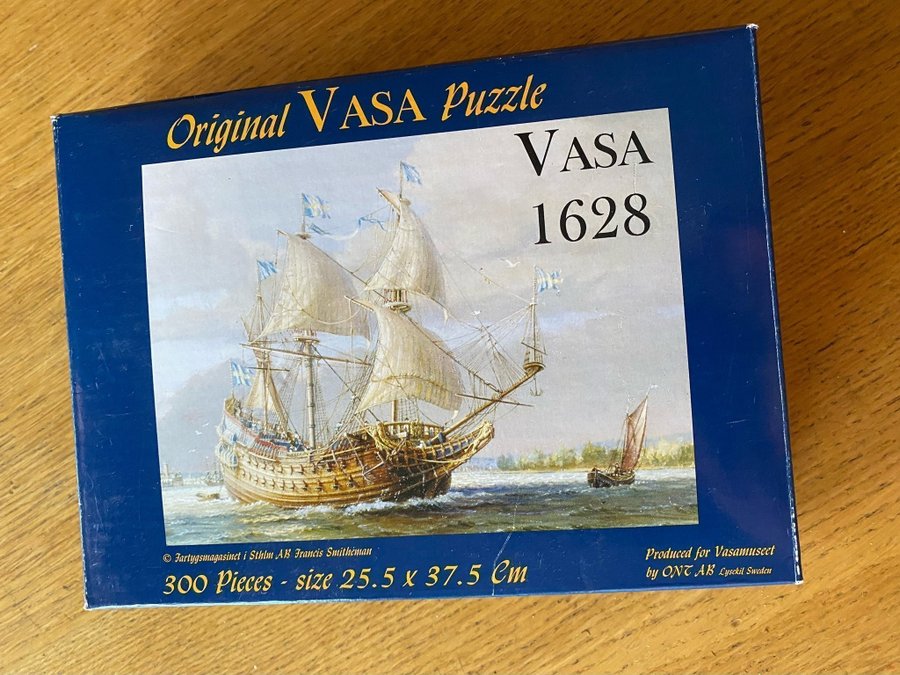 Original VASA Puzzle
VASA
1628
© Fartygsmagasinet i Sthlm AB Francis Smitheman
300 Pieces - size 25.5 x 37.5 Cm
Produced for Vasamuseet
by ONT AB Lysekil Sweden